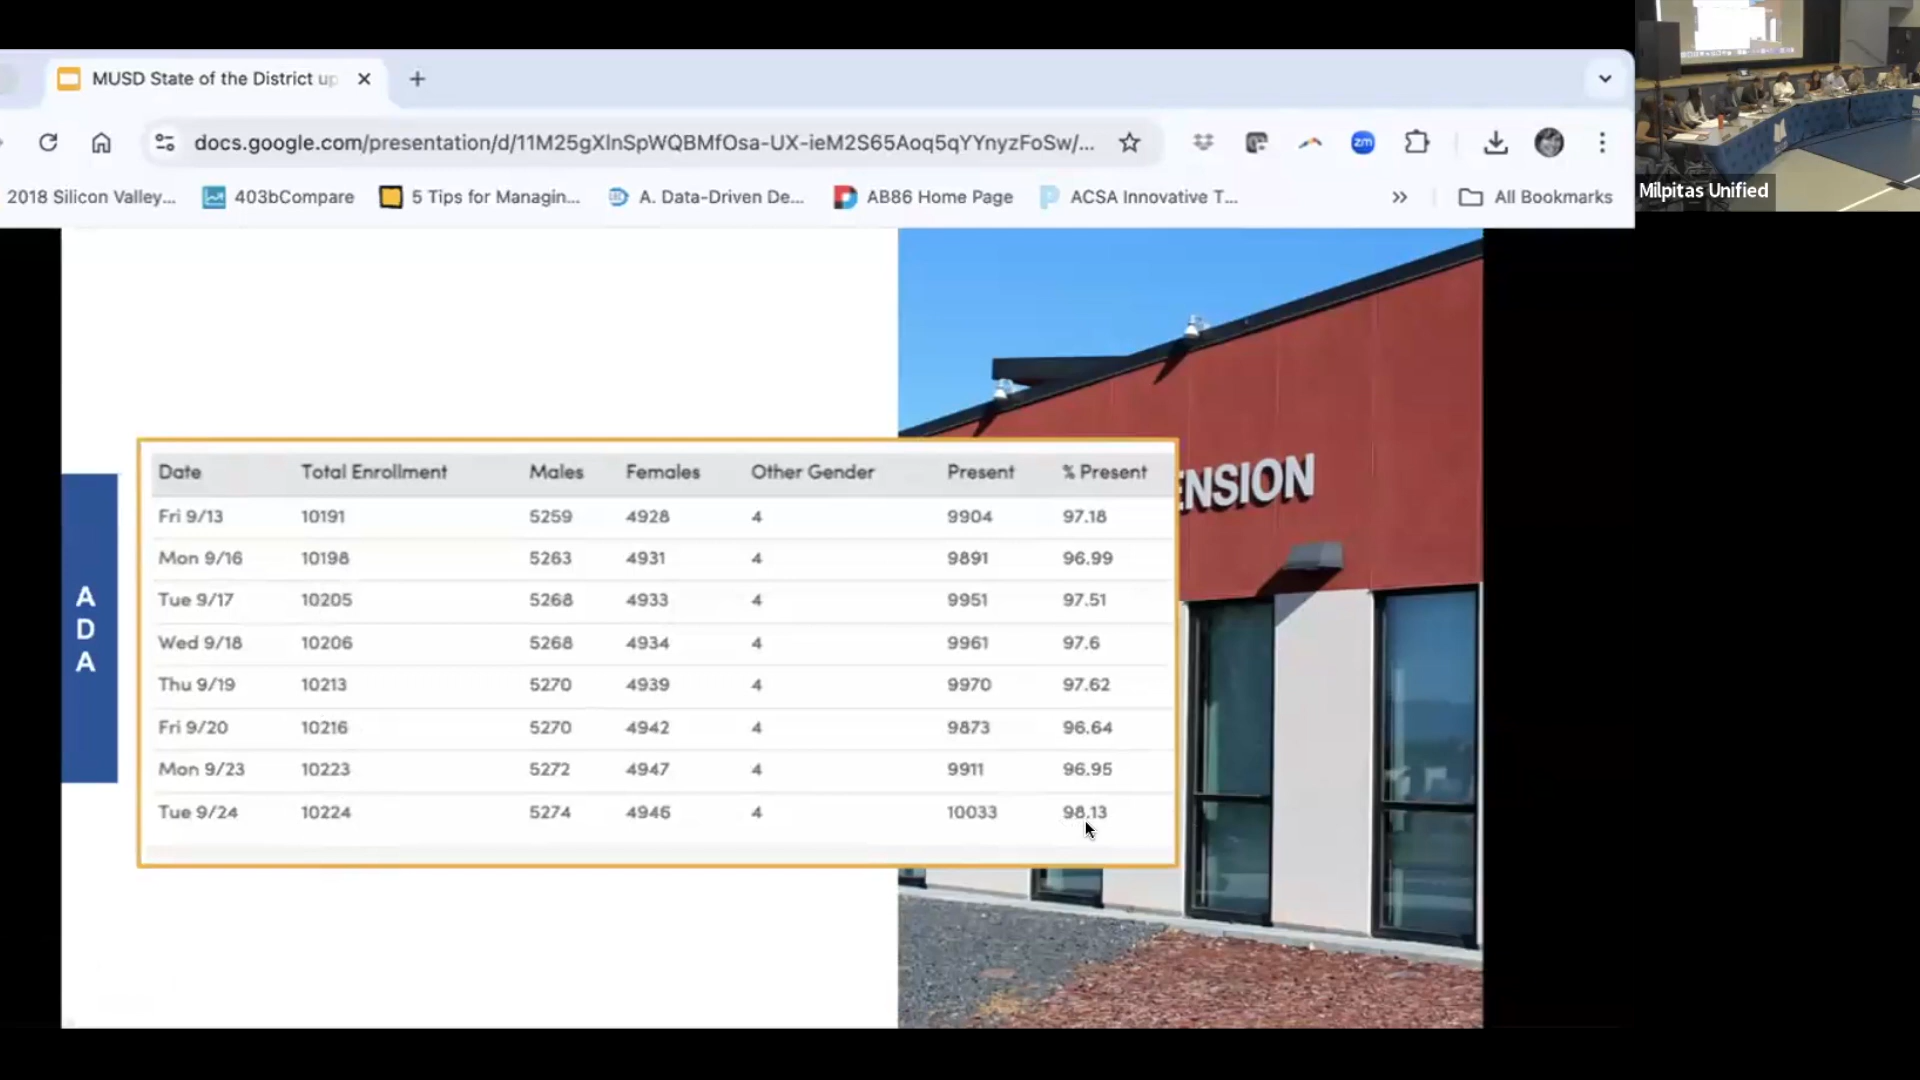 MUSD State of the District up
docs.google.com/presentation/d/11M25gXlnSpWQBMfOsa-UX-ieM2S65Aoq5qYYnyzFoSw/...
zm
2018 Silicon Valley...
403bCompare
5 Tips for Managin...
A. Data-Driven De...
AB86 Home Page
ACSA Innovative T...
All Bookmarks
Milpitas Unified
ENSION
A
D
A
Date Total Enrollment Males Females Other Gender Present % Present
Fri 9/13 10191 5259 4928 4 9904 97.18
Mon 9/16 10198 5263 4931 4 9891 96.99
Tue 9/17 10205 5268 4933 4 9951 97.51
Wed 9/18 10206 5268 4934 4 9961 97.6
Thu 9/19 10213 5270 4939 4 9970 97.62
Fri 9/20 10216 5270 4942 4 9873 96.64
Mon 9/23 10223 5272 4947 4 9911 96.95
Tue 9/24 10224 5274 4946 4 10033 98.13